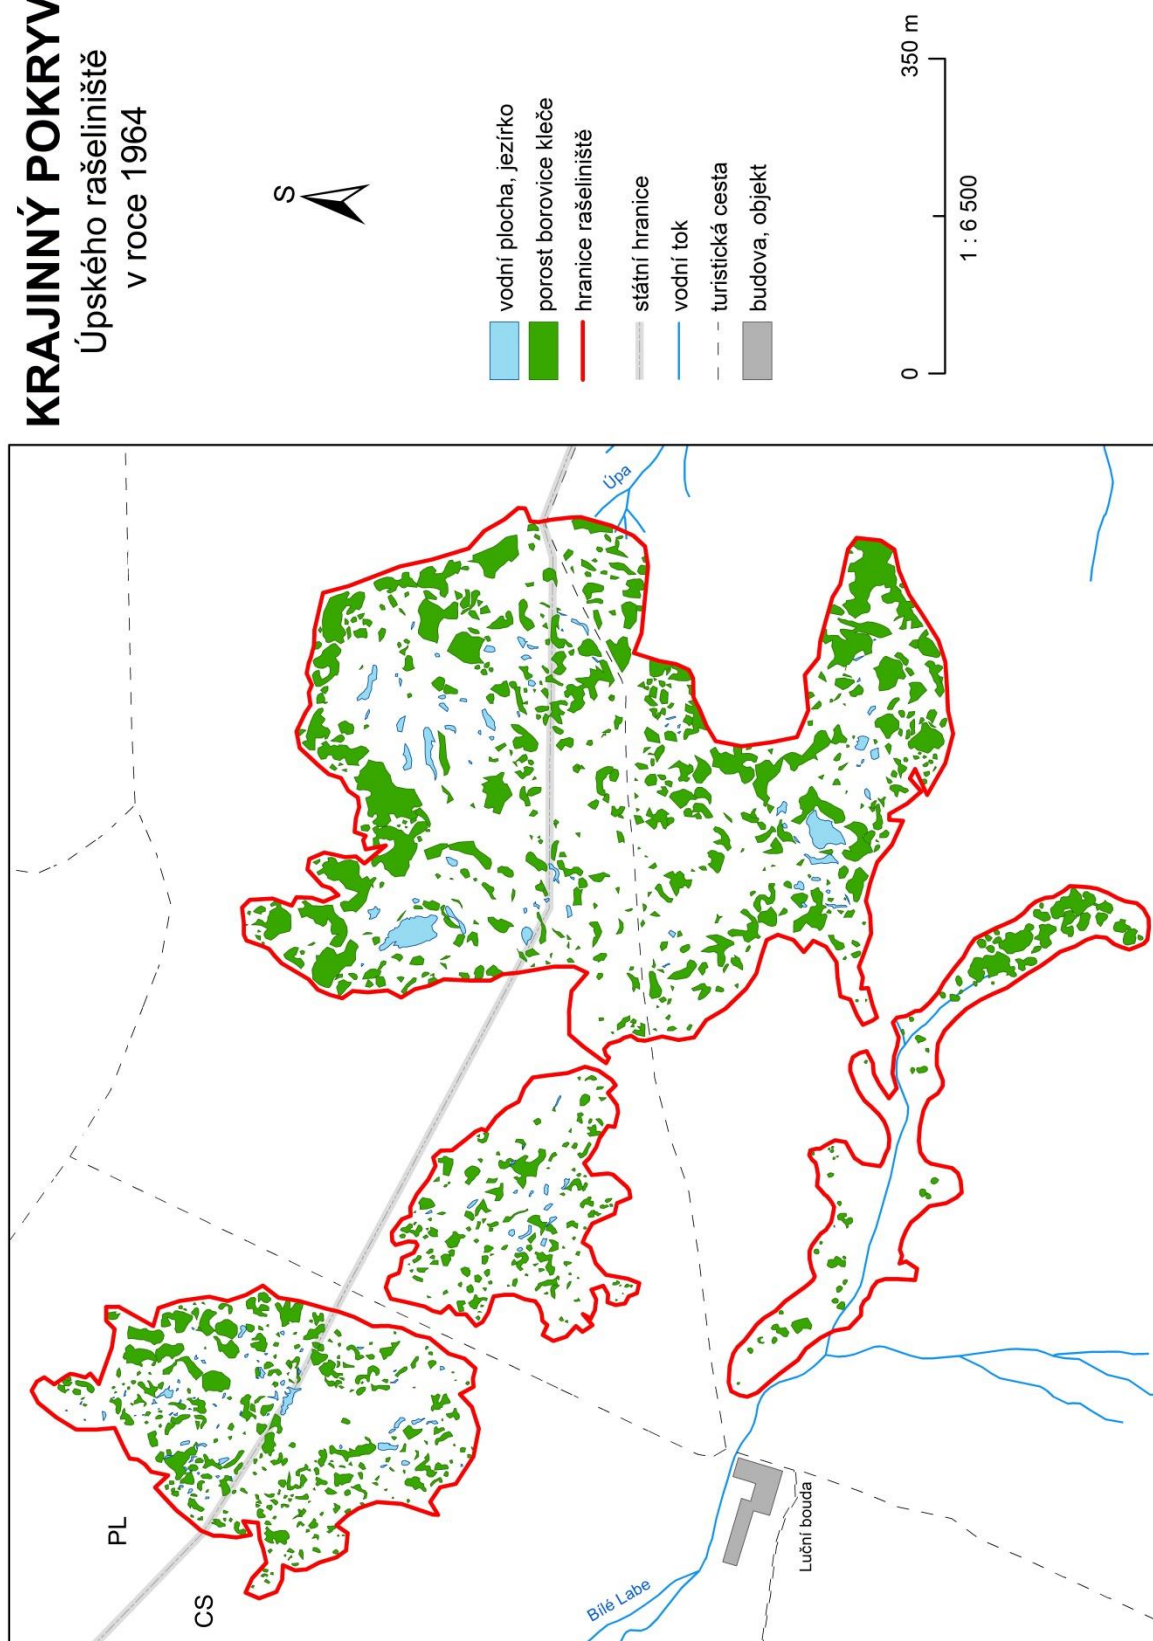 KRAJINNÝ POKRYV
Úpského rašeliniště
v roce 1964
S
vodní plocha, jezírko
porost borovice kleče
hranice rašeliniště
státní hranice
vodní tok
turistická cesta
budova, objekt
0
350 m
1 : 6 500
PL
CS
Úpa
Bílé Labe
Luční bouda